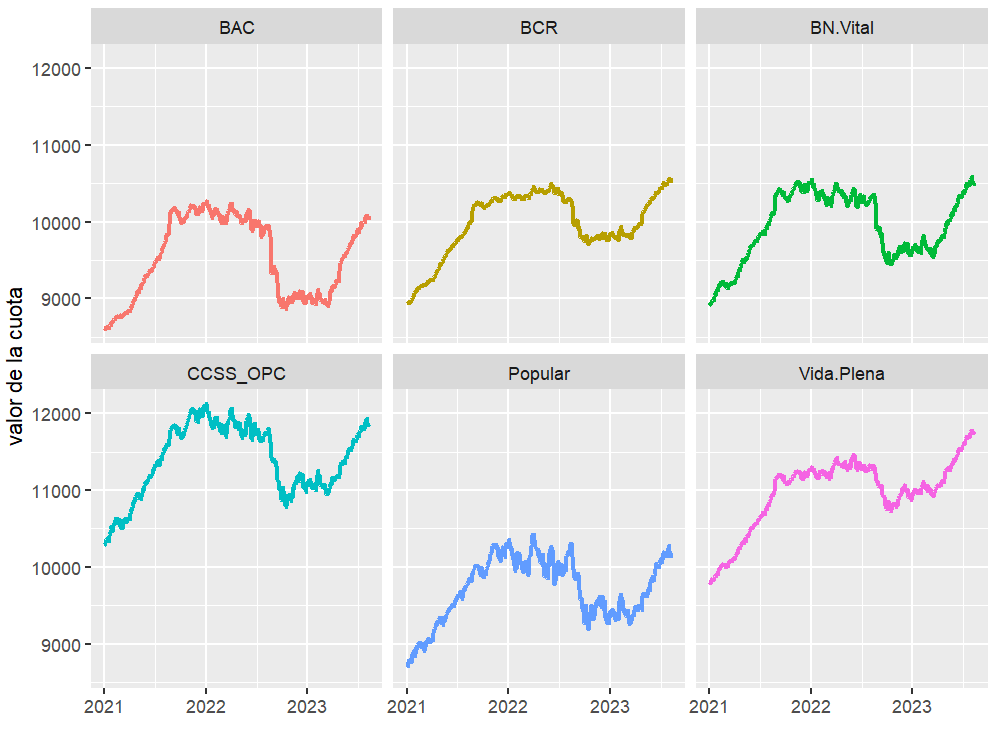 BAC BCR BN.Vital
12000
11000
10000
9000
valor de la cuota
CCSS_OPC Popular Vida.Plena
12000
11000
10000
9000
2021 2022 2023 2021 2022 2023 2021 2022 2023